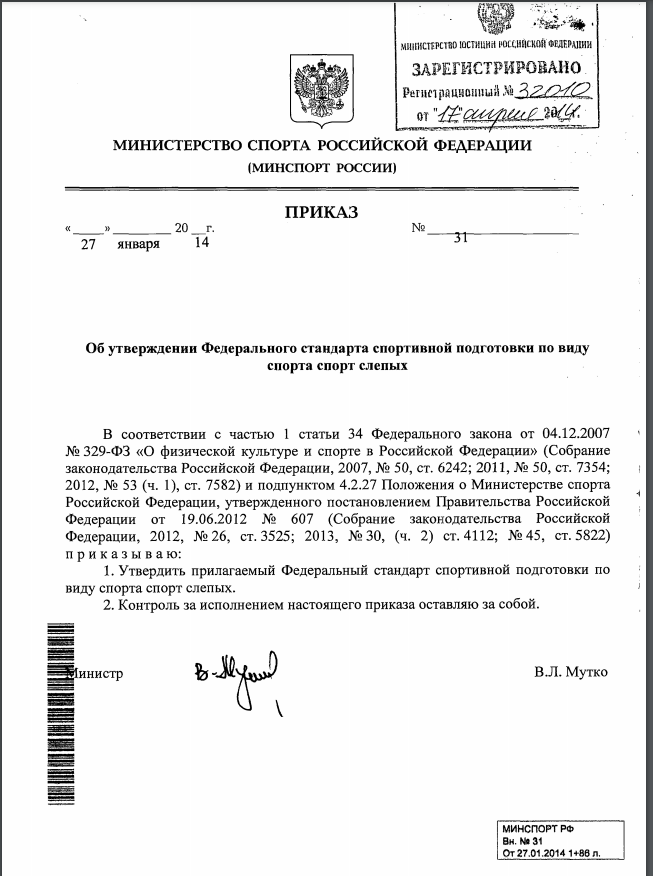 МИНИСТЕРСТВО ЮСТИЦИИ РОССИЙСКОЙ ФЕДЕРАЦИИ
ЗАРЕГИСТРИРОВАНО
Регистрационный № 32010
от "17" апреля 2014г.
МИНИСТЕРСТВО СПОРТА РОССИЙСКОЙ ФЕДЕРАЦИИ
(МИНСПОРТ РОССИИ)
ПРИКАЗ
«____» _________ 20 __г. №
27 января 14 31
Об утверждении Федерального стандарта спортивной подготовки по виду
спорта спорт слепых
В соответствии с частью 1 статьи 34 Федерального закона от 04.12.2007
№ 329-ФЗ «О физической культуре и спорте в Российской Федерации» (Собрание
законодательства Российской Федерации, 2007, № 50, ст. 6242; 2011, № 50, ст. 7354;
2012, № 53 (ч. 1), ст. 7582) и подпунктом 4.2.27 Положения о Министерстве спорта
Российской Федерации, утвержденного постановлением Правительства Российской
Федерации от 19.06.2012 № 607 (Собрание законодательства Российской
Федерации, 2012, № 26, ст. 3525; 2013, № 30, (ч. 2) ст. 4112; № 45, ст. 5822)
п р и к а з ы в а ю:
1. Утвердить прилагаемый Федеральный стандарт спортивной подготовки по
виду спорта спорт слепых.
2. Контроль за исполнением настоящего приказа оставляю за собой.
Министр В.Л. Мутко
МИНСПОРТ РФ
Вн. № 31
От 27.01.2014 1+86 л.